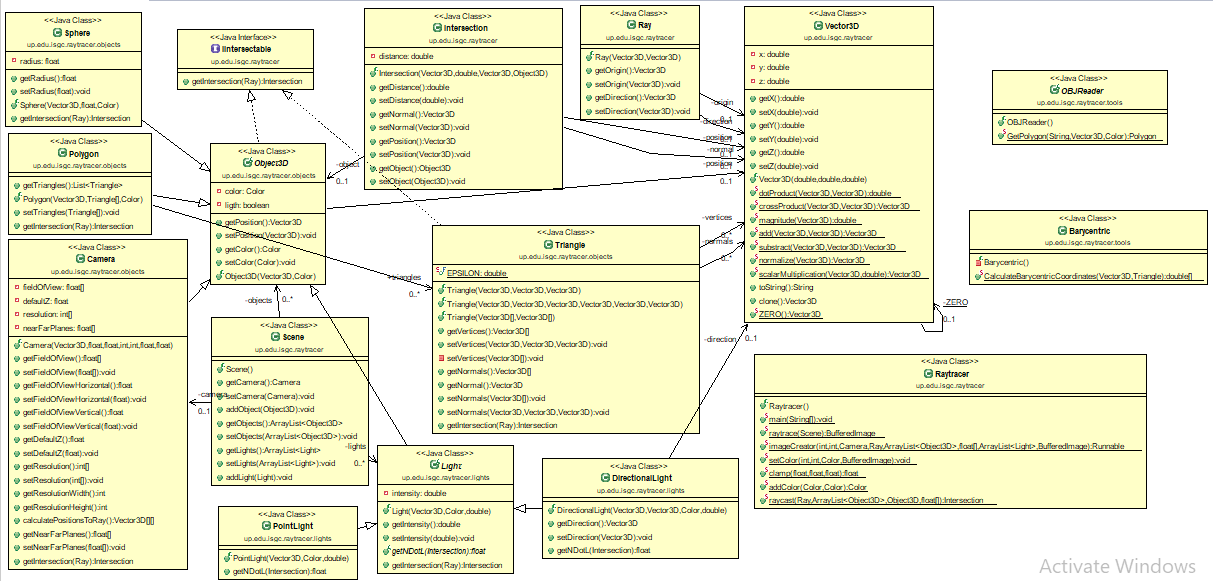 <<Java Class>>
Sphere
up.edu.isgc.raytracer.objects
radius: float
getRadius():float
setRadius(float):void
Sphere(Vector3D,float,Color)
getIntersection(Ray):Intersection
<<Java Interface>>
IIntersectable
up.edu.isgc.raytracer
getIntersection(Ray):Intersection
<<Java Class>>
Intersection
up.edu.isgc.raytracer
distance: double
Intersection(Vector3D,double,Vector3D,Object3D)
getDistance():double
setDistance(double):void
getNormal():Vector3D
setNormal(Vector3D):void
getPosition():Vector3D
setPosition(Vector3D):void
getObject():Object3D
setObject(Object3D):void
<<Java Class>>
Ray
up.edu.isgc.raytracer
Ray(Vector3D,Vector3D)
getOrigin():Vector3D
setOrigin(Vector3D):void
getDirection():Vector3D
setDirection(Vector3D):void
-origin
0..1
-direction
-position
-normal
-position
0..1
<<Java Class>>
Vector3D
up.edu.isgc.raytracer
x: double
y: double
z: double
getX():double
setX(double):void
getY():double
setY(double):void
getZ():double
setZ(double):void
Vector3D(double,double,double)
dotProduct(Vector3D,Vector3D):double
crossProduct(Vector3D,Vector3D):Vector3D
magnitude(Vector3D):double
add(Vector3D,Vector3D):Vector3D
substract(Vector3D,Vector3D):Vector3D
normalize(Vector3D):Vector3D
scalarMultiplication(Vector3D,double):Vector3D
toString():String
clone():Vector3D
ZERO():Vector3D
-ZERO
0..1
<<Java Class>>
OBJReader
up.edu.isgc.raytracer.tools
OBJReader()
GetPolygon(String,Vector3D,Color):Polygon
<<Java Class>>
Barycentric
up.edu.isgc.raytracer.tools
Barycentric()
CalculateBarycentricCoordinates(Vector3D,Triangle):double[]
<<Java Class>>
Polygon
up.edu.isgc.raytracer.objects
getTriangles():List<Triangle>
Polygon(Vector3D,Triangle[],Color)
setTriangles(Triangle[]):void
getIntersection(Ray):Intersection
<<Java Class>>
Object3D
up.edu.isgc.raytracer.objects
color: Color
ligth: boolean
getPosition():Vector3D
setPosition(Vector3D):void
getColor():Color
setColor(Color):void
Object3D(Vector3D,Color)
-object
0..1
<<Java Class>>
Camera
up.edu.isgc.raytracer.objects
fieldOfView: float[]
defaultZ: float
resolution: int[]
nearFarPlanes: float[]
Camera(Vector3D,float,float,int,int,float,float)
getFieldOfView():float[]
setFieldOfView(float[]):void
getFieldOfViewHorizontal():float
setFieldOfViewHorizontal(float):void
getFieldOfViewVertical():float
setFieldOfViewVertical(float):void
getDefaultZ():float
setDefaultZ(float):void
getResolution():int[]
setResolution(int[]):void
getResolutionWidth():int
getResolutionHeight():int
calculatePositionsToRay():Vector3D[][]
getNearFarPlanes():float[]
setNearFarPlanes(float[]):void
getIntersection(Ray):Intersection
-objects
0..*
-camera
0..1
<<Java Class>>
Scene
up.edu.isgc.raytracer
Scene()
getCamera():Camera
setCamera(Camera):void
addObject(Object3D):void
getObjects():ArrayList<Object3D>
setObjects(ArrayList<Object3D>):void
getLights():ArrayList<Light>
setLights(ArrayList<Light>):void
addLight(Light):void
-lights
0..*
0..*
<<Java Class>>
Triangle
up.edu.isgc.raytracer.objects
EPSILON: double
Triangle(Vector3D,Vector3D,Vector3D)
Triangle(Vector3D,Vector3D,Vector3D,Vector3D,Vector3D,Vector3D)
Triangle(Vector3D[],Vector3D[])
getVertices():Vector3D[]
setVertices(Vector3D,Vector3D,Vector3D):void
setVertices(Vector3D[]):void
getNormals():Vector3D[]
getNormal():Vector3D
setNormals(Vector3D[]):void
setNormals(Vector3D,Vector3D,Vector3D):void
getIntersection(Ray):Intersection
-vertices
0..*
-normals
0..*
-direction
0..1
<<Java Class>>
Raytracer
up.edu.isgc.raytracer
Raytracer()
main(String[]):void
raytrace(Scene):BufferedImage
imageCreator(int,int,Camera,Ray,ArrayList<Object3D>,float[],ArrayList<Light>,BufferedImage):Runnable
setColor(int,int,Color,BufferedImage):void
clamp(float,float,float):float
addColor(Color,Color):Color
raycast(Ray,ArrayList<Object3D>,Object3D,float[]):Intersection
<<Java Class>>
Light
up.edu.isgc.raytracer.lights
intensity: double
Light(Vector3D,Color,double)
getIntensity():double
setIntensity(double):void
getNDotL(Intersection):float
getIntersection(Ray):Intersection
<<Java Class>>
PointLight
up.edu.isgc.raytracer.lights
PointLight(Vector3D,Color,double)
getNDotL(Intersection):float
<<Java Class>>
DirectionalLight
up.edu.isgc.raytracer.lights
DirectionalLight(Vector3D,Vector3D,Color,double)
getDirection():Vector3D
setDirection(Vector3D):void
getNDotL(Intersection):float
Activate Windows